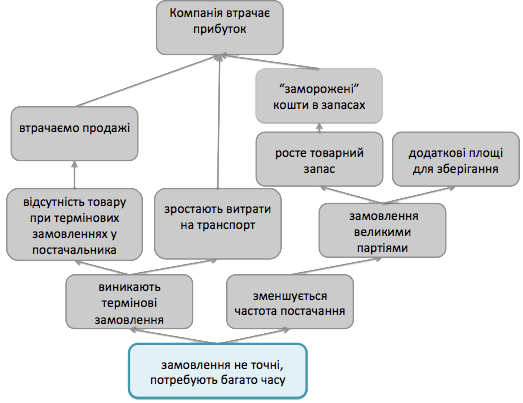 Компанія втрачає
прибуток
“заморожені”
кошти в запасах
втрачаємо продажі
росте товарний
запас
додаткові площі
для зберігання
відсутність товару
при термінових
замовленнях у
постачальника
зростають витрати
на транспорт
замовлення
великими
партіями
виникають
термінові
замовлення
зменшується
частота постачання
замовлення не точні,
потребують багато часу